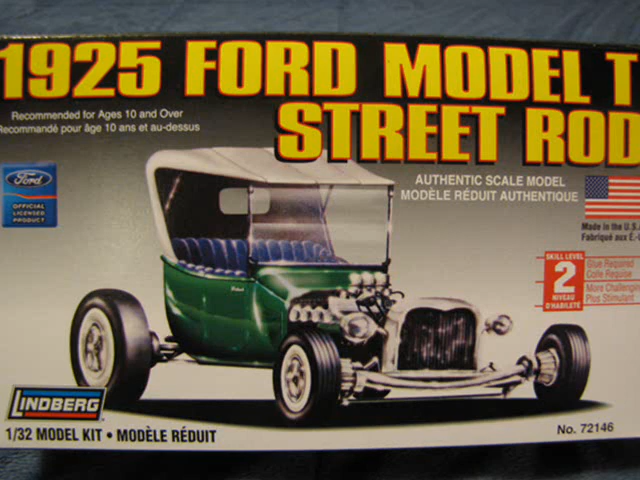 1925 FORD MODEL T
STREET ROD
Recommended for Ages 10 and Over
Recommandé pour âge 10 ans et au-dessus
AUTHENTIC SCALE MODEL
MODÈLE RÉDUIT AUTHENTIQUE
Ford
OFFICIAL
LICENSED
PRODUCT
Made in the U.S.A
Fabriqué aux É.-
SKILL LEVEL
2
NIVEAU
D'HABILETÉ
Glue Required
Colle Requise
More Challenging
Plus Stimulant
LINDBERG
1/32 MODEL KIT • MODÈLE RÉDUIT
No. 72146